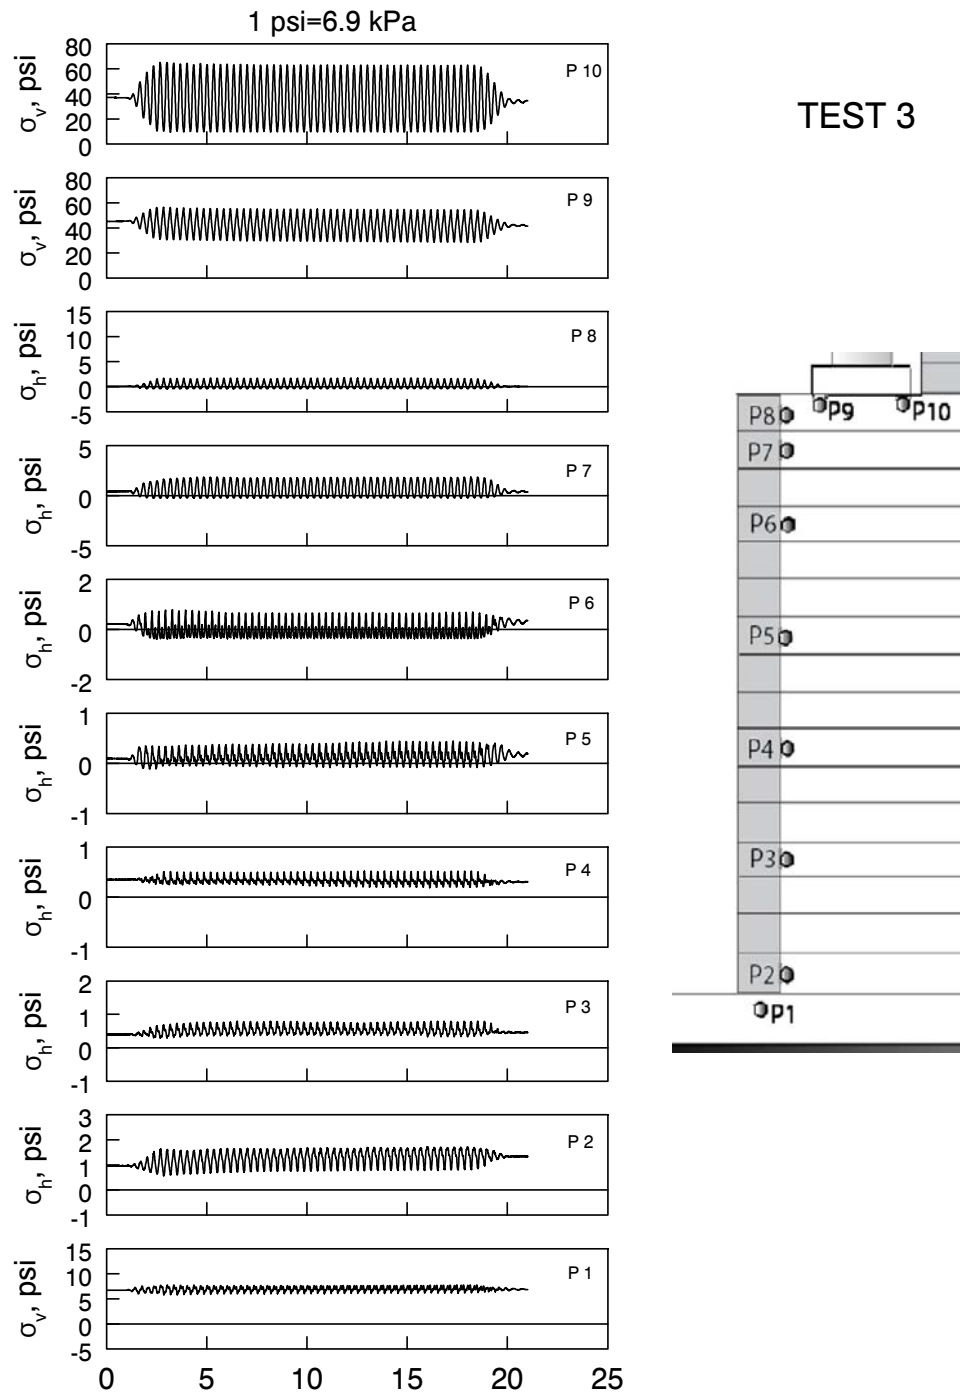 1 psi=6.9 kPa
TEST 3
σv, psi
80
60
40
20
0
P 10
σv, psi
80
60
40
20
0
P 9
σh, psi
15
10
5
0
-5
P 8
σh, psi
5
0
-5
P 7
σh, psi
2
0
-2
P 6
σh, psi
1
0
-1
P 5
σh, psi
1
0
-1
P 4
σh, psi
2
1
0
-1
P 3
σh, psi
3
2
1
0
-1
P 2
σv, psi
15
10
5
0
-5
P 1
0 5 10 15 20 25
P8 P9 P10
P7
P6
P5
P4
P3
P2
P1